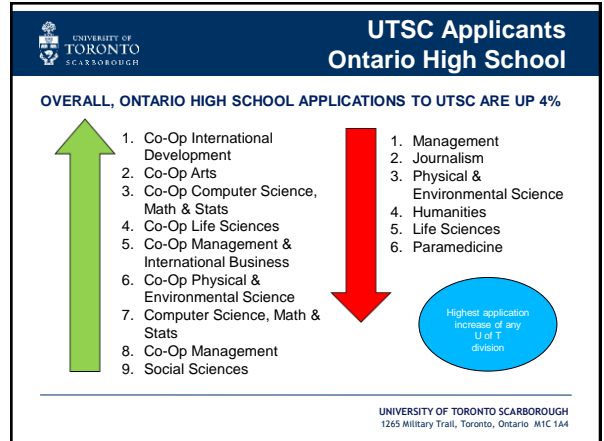 UNIVERSITY OF
TORONTO
SCARBOROUGH
UTSC Applicants
Ontario High School
OVERALL, ONTARIO HIGH SCHOOL APPLICATIONS TO UTSC ARE UP 4%
1. Co-Op International
Development
2. Co-Op Arts
3. Co-Op Computer Science,
Math & Stats
4. Co-Op Life Sciences
5. Co-Op Management &
International Business
6. Co-Op Physical &
Environmental Science
7. Computer Science, Math &
Stats
8. Co-Op Management
9. Social Sciences
1. Management
2. Journalism
3. Physical &
Environmental Science
4. Humanities
5. Life Sciences
6. Paramedicine
Highest application
increase of any
U of T
division
UNIVERSITY OF TORONTO SCARBOROUGH
1265 Military Trail, Toronto, Ontario M1C 1A4